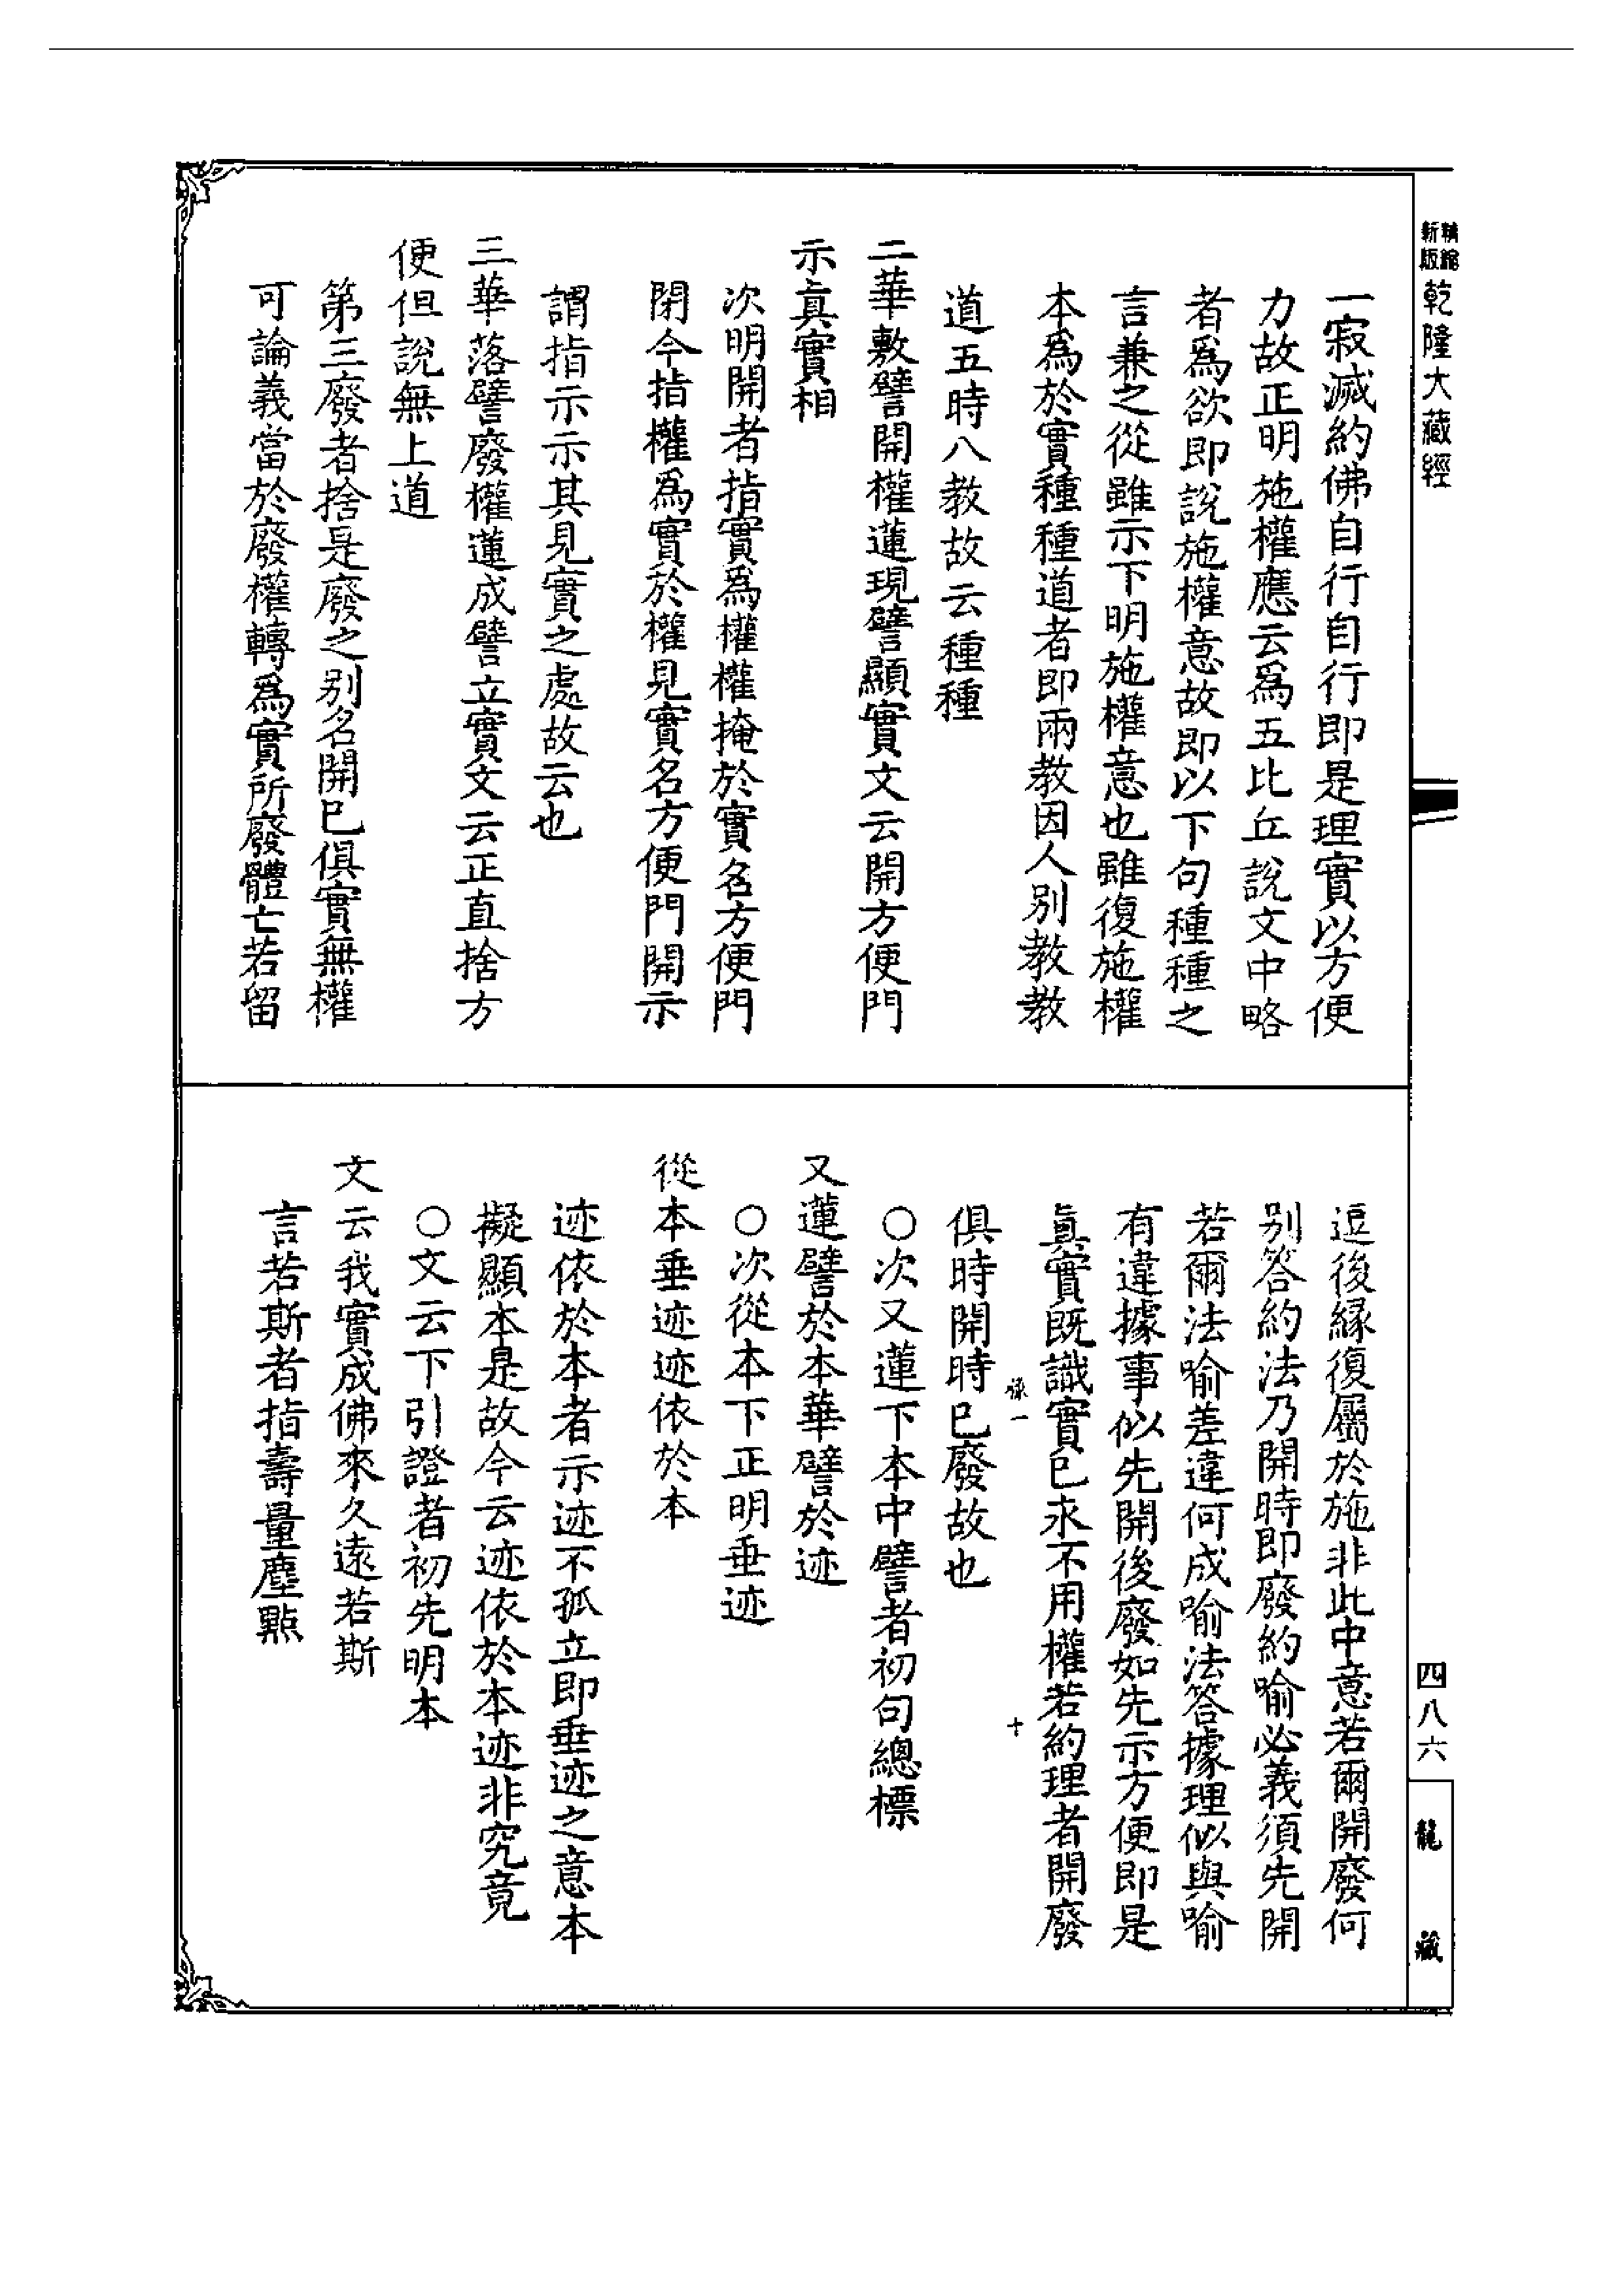 精縮
新版
乾隆大藏經
一寂滅約佛自行自行即是理實以方便
力故正明施權應云爲五比丘說文中略
者爲欲即說施權意故即以下句種種之
言兼之從雖示下明施權意也雖復施權
本爲於實種種道者即兩教因人別教教
道五時八教故云種種
二華敷譬開權蓮現譬顯實文云開方便門
示眞實相
次明開者指實爲權權掩於實名方便門
閉今指權爲實於權見實名方便門開示
謂指示示其見實之處故云也
三華落譬廢權蓮成譬立實文云正直捨方
便但說無上道
第三廢者捨是廢之別名開已俱實無權
可論義當於廢權轉爲實所廢體亡若留
逗後緣復屬於施非此中意若爾開廢何
別答約法乃開時即廢約喻必義須先開
若爾法喻差違何成喻法答據理似與喻
有違據事似先開後廢如先示方便即是
眞實既識實已永不用權若約理者開廢
俱時開時已廢故也
○次又蓮下本中譬者初句總標
又蓮譬於本華譬於迹
○次從本下正明垂迹
從本垂迹迹依於本
迹依於本者示迹不孤立即垂迹之意本
擬顯本是故今云迹依於本迹非究竟
○文云下引證者初先明本
文云我實成佛來久遠若斯
言若斯者指壽量塵點
四八六
龍藏